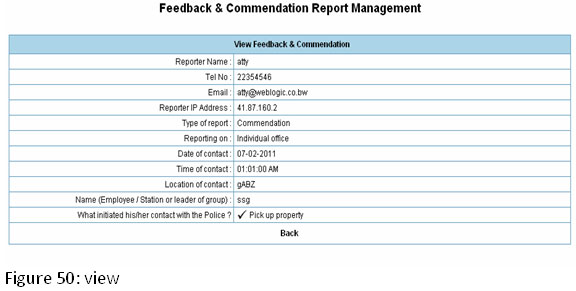 Feedback & Commendation Report Management
View Feedback & Commendation
Reporter Name : atty
Tel No : 22354546
Email : atty@weblogic.co.bw
Reporter IP Address : 41.87.160.2
Type of report : Commendation
Reporting on : Individual office
Date of contact : 07-02-2011
Time of contact : 01:01:00 AM
Location of contact : gABZ
Name (Employee / Station or leader of group) : ssg
What initiated his/her contact with the Police ? ✓ Pick up property
Back
Figure 50: view